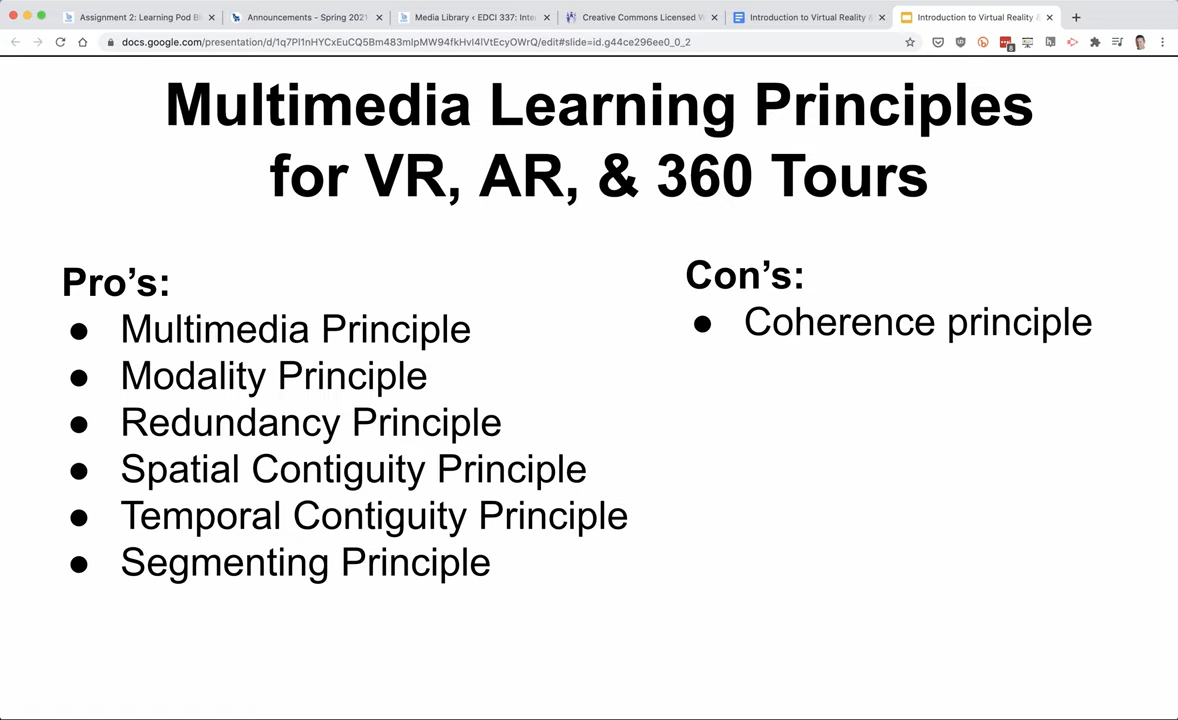 Assignment 2: Learning Pod Bl
Announcements - Spring 2021
Media Library ‹ EDCI 337: Inte
Creative Commons Licensed V
Introduction to Virtual Reality &
Introduction to Virtual Reality &
docs.google.com/presentation/d/1q7Pl1nHYCxEuCQ5Bm483mlpMW94fkHvI4IVtEcyOWrQ/edit#slide=id.g44ce296ee0_0_2
Multimedia Learning Principles
for VR, AR, & 360 Tours
Pro's:
● Multimedia Principle
● Modality Principle
● Redundancy Principle
● Spatial Contiguity Principle
● Temporal Contiguity Principle
● Segmenting Principle
Con's:
● Coherence principle